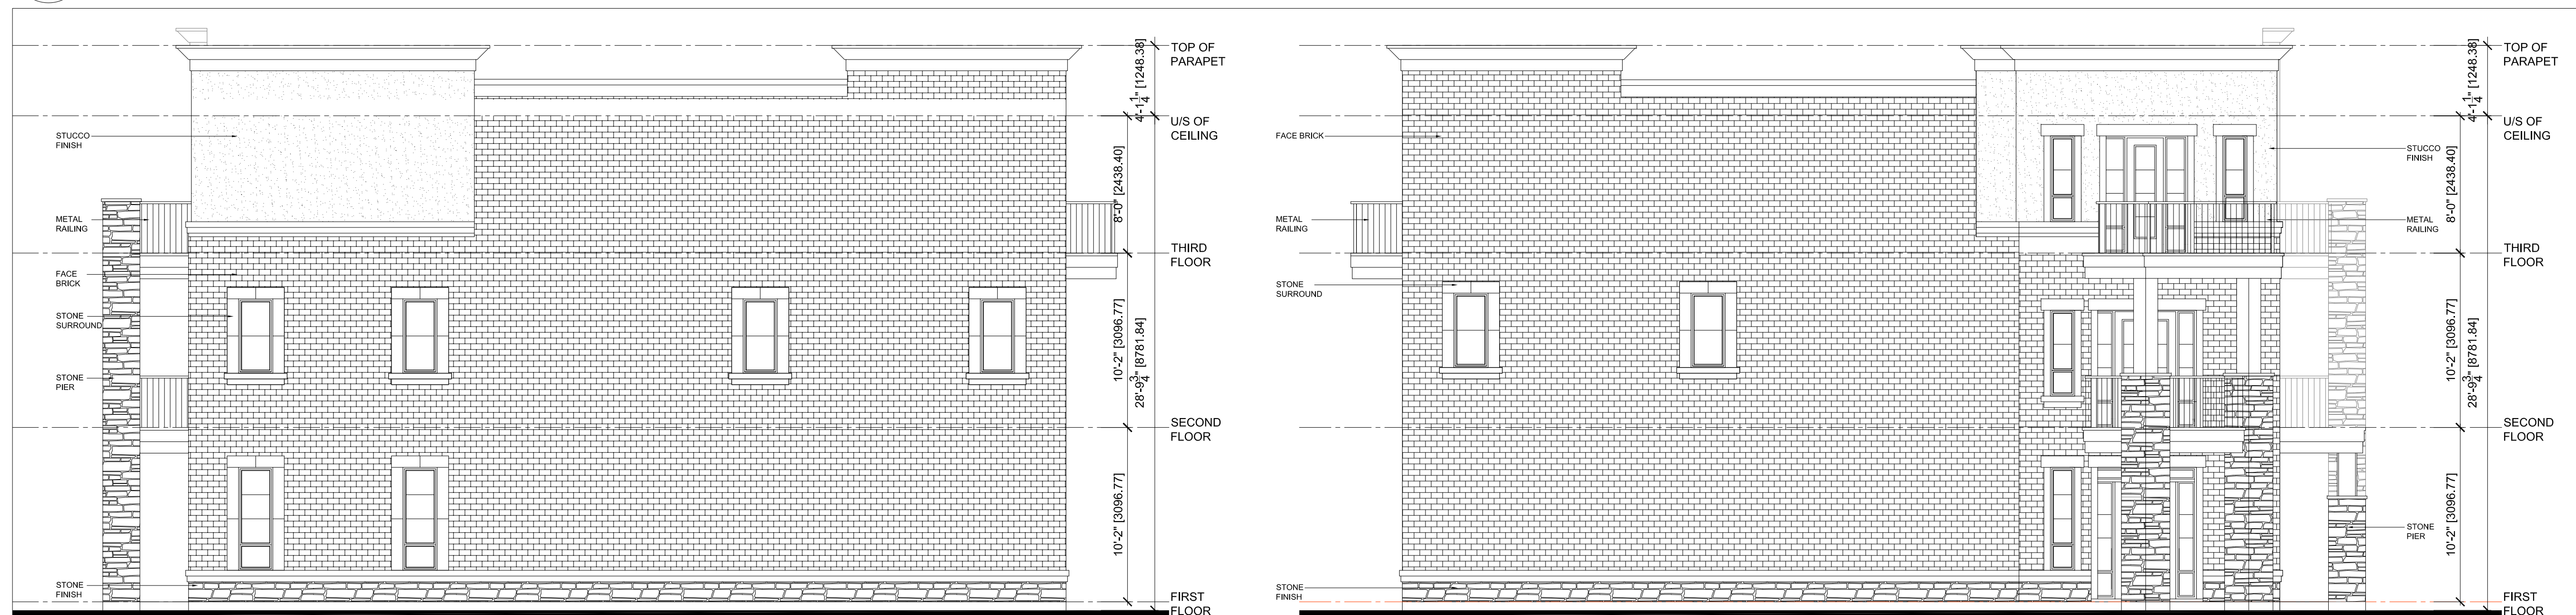 TOP OF
PARAPET
4'-1 1/4" [1248.38]
U/S OF
CEILING
STUCCO
FINISH
8'-0" [2438.40]
METAL
RAILING
THIRD
FLOOR
FACE
BRICK
STONE
SURROUND
10'-2" [3096.77]
28'-9 3/4" [8781.84]
STONE
PIER
SECOND
FLOOR
10'-2" [3096.77]
STONE
FINISH
FIRST
FLOOR
TOP OF
PARAPET
4'-1 1/4" [1248.38]
U/S OF
CEILING
FACE BRICK
STUCCO
FINISH
8'-0" [2438.40]
METAL
RAILING
METAL
RAILING
THIRD
FLOOR
STONE
SURROUND
10'-2" [3096.77]
28'-9 3/4" [8781.84]
SECOND
FLOOR
10'-2" [3096.77]
STONE
PIER
STONE
FINISH
FIRST
FLOOR